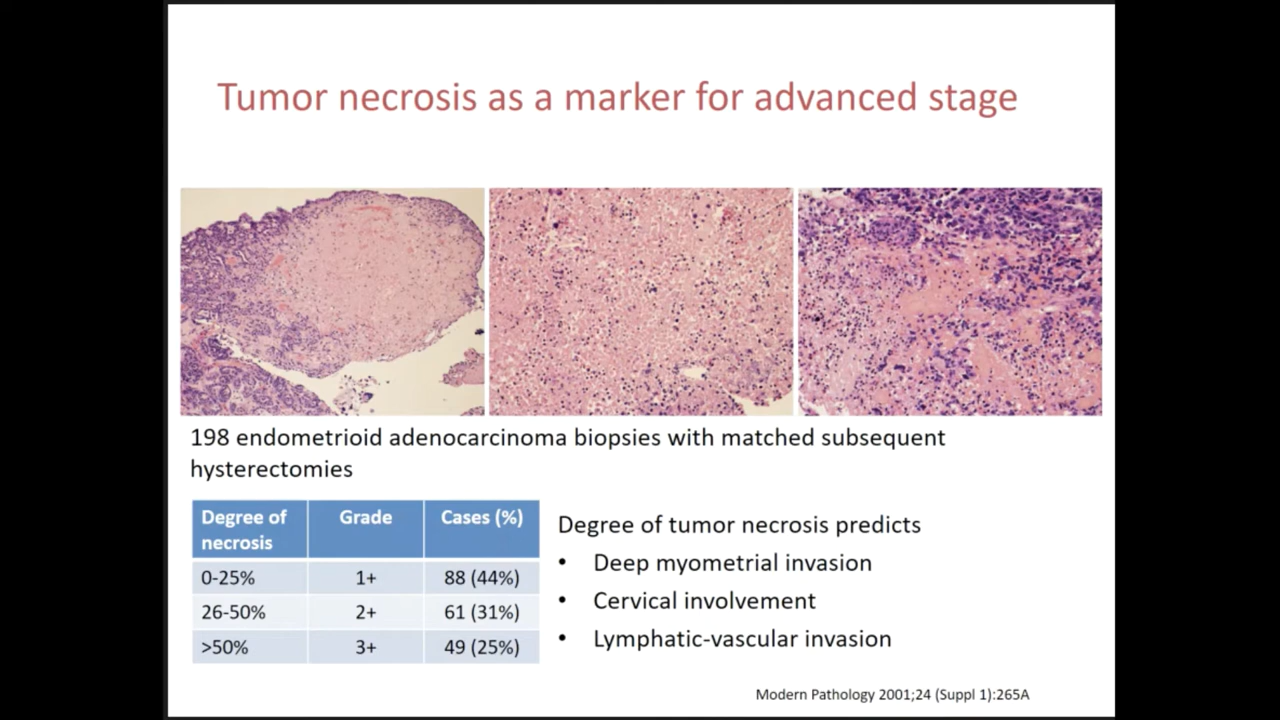 Tumor necrosis as a marker for advanced stage
198 endometrioid adenocarcinoma biopsies with matched subsequent
hysterectomies
Degree of necrosis Grade Cases (%)
0-25% 1+ 88 (44%)
26-50% 2+ 61 (31%)
>50% 3+ 49 (25%)
Degree of tumor necrosis predicts
• Deep myometrial invasion
• Cervical involvement
• Lymphatic-vascular invasion
Modern Pathology 2001;24 (Suppl 1):265A